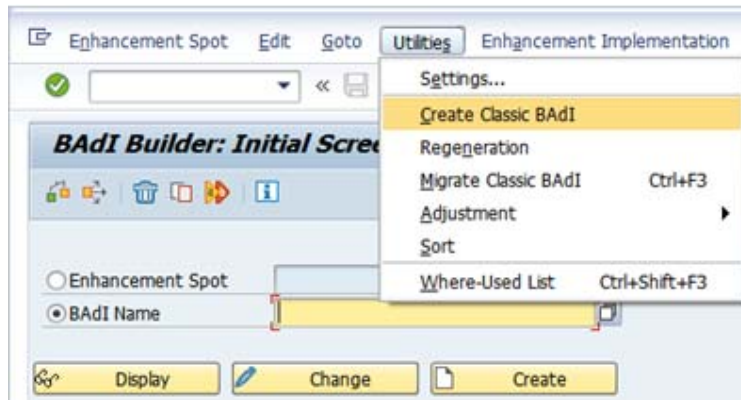 Enhancement Spot Edit Goto Utilities Enhancement Implementation
Settings...
Create Classic BAdI
BAdI Builder: Initial Scree
Regeneration
Migrate Classic BAdI Ctrl+F3
Adjustment
Sort
Enhancement Spot
Where-Used List Ctrl+Shift+F3
BAdI Name
Display Change Create